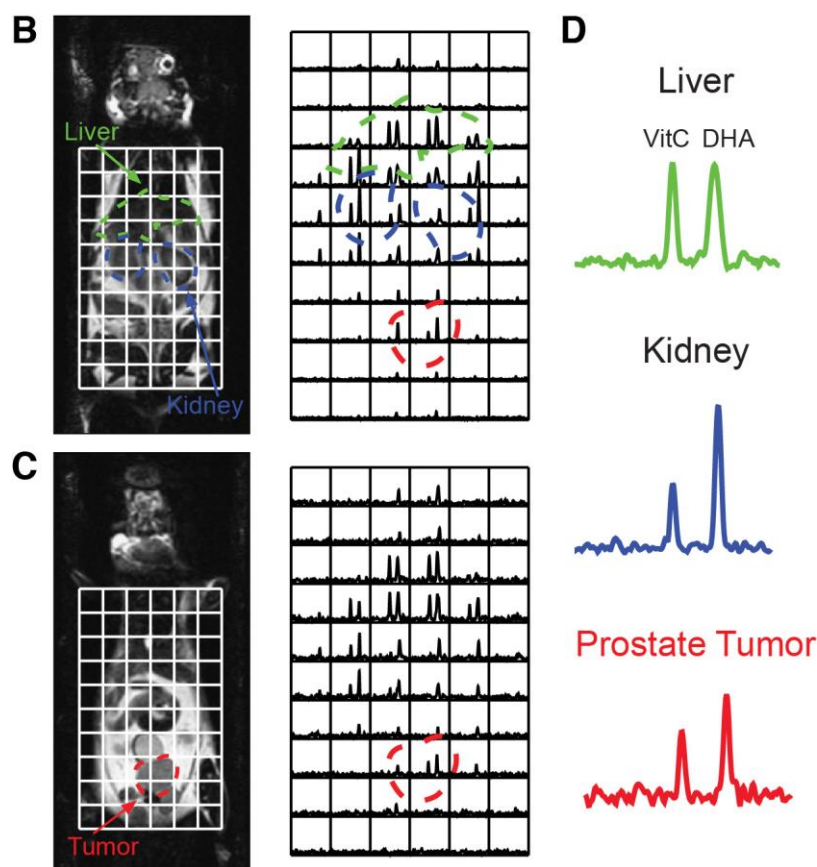 B
Liver
Kidney
C
Tumor
D
Liver
VitC DHA
Kidney
Prostate Tumor